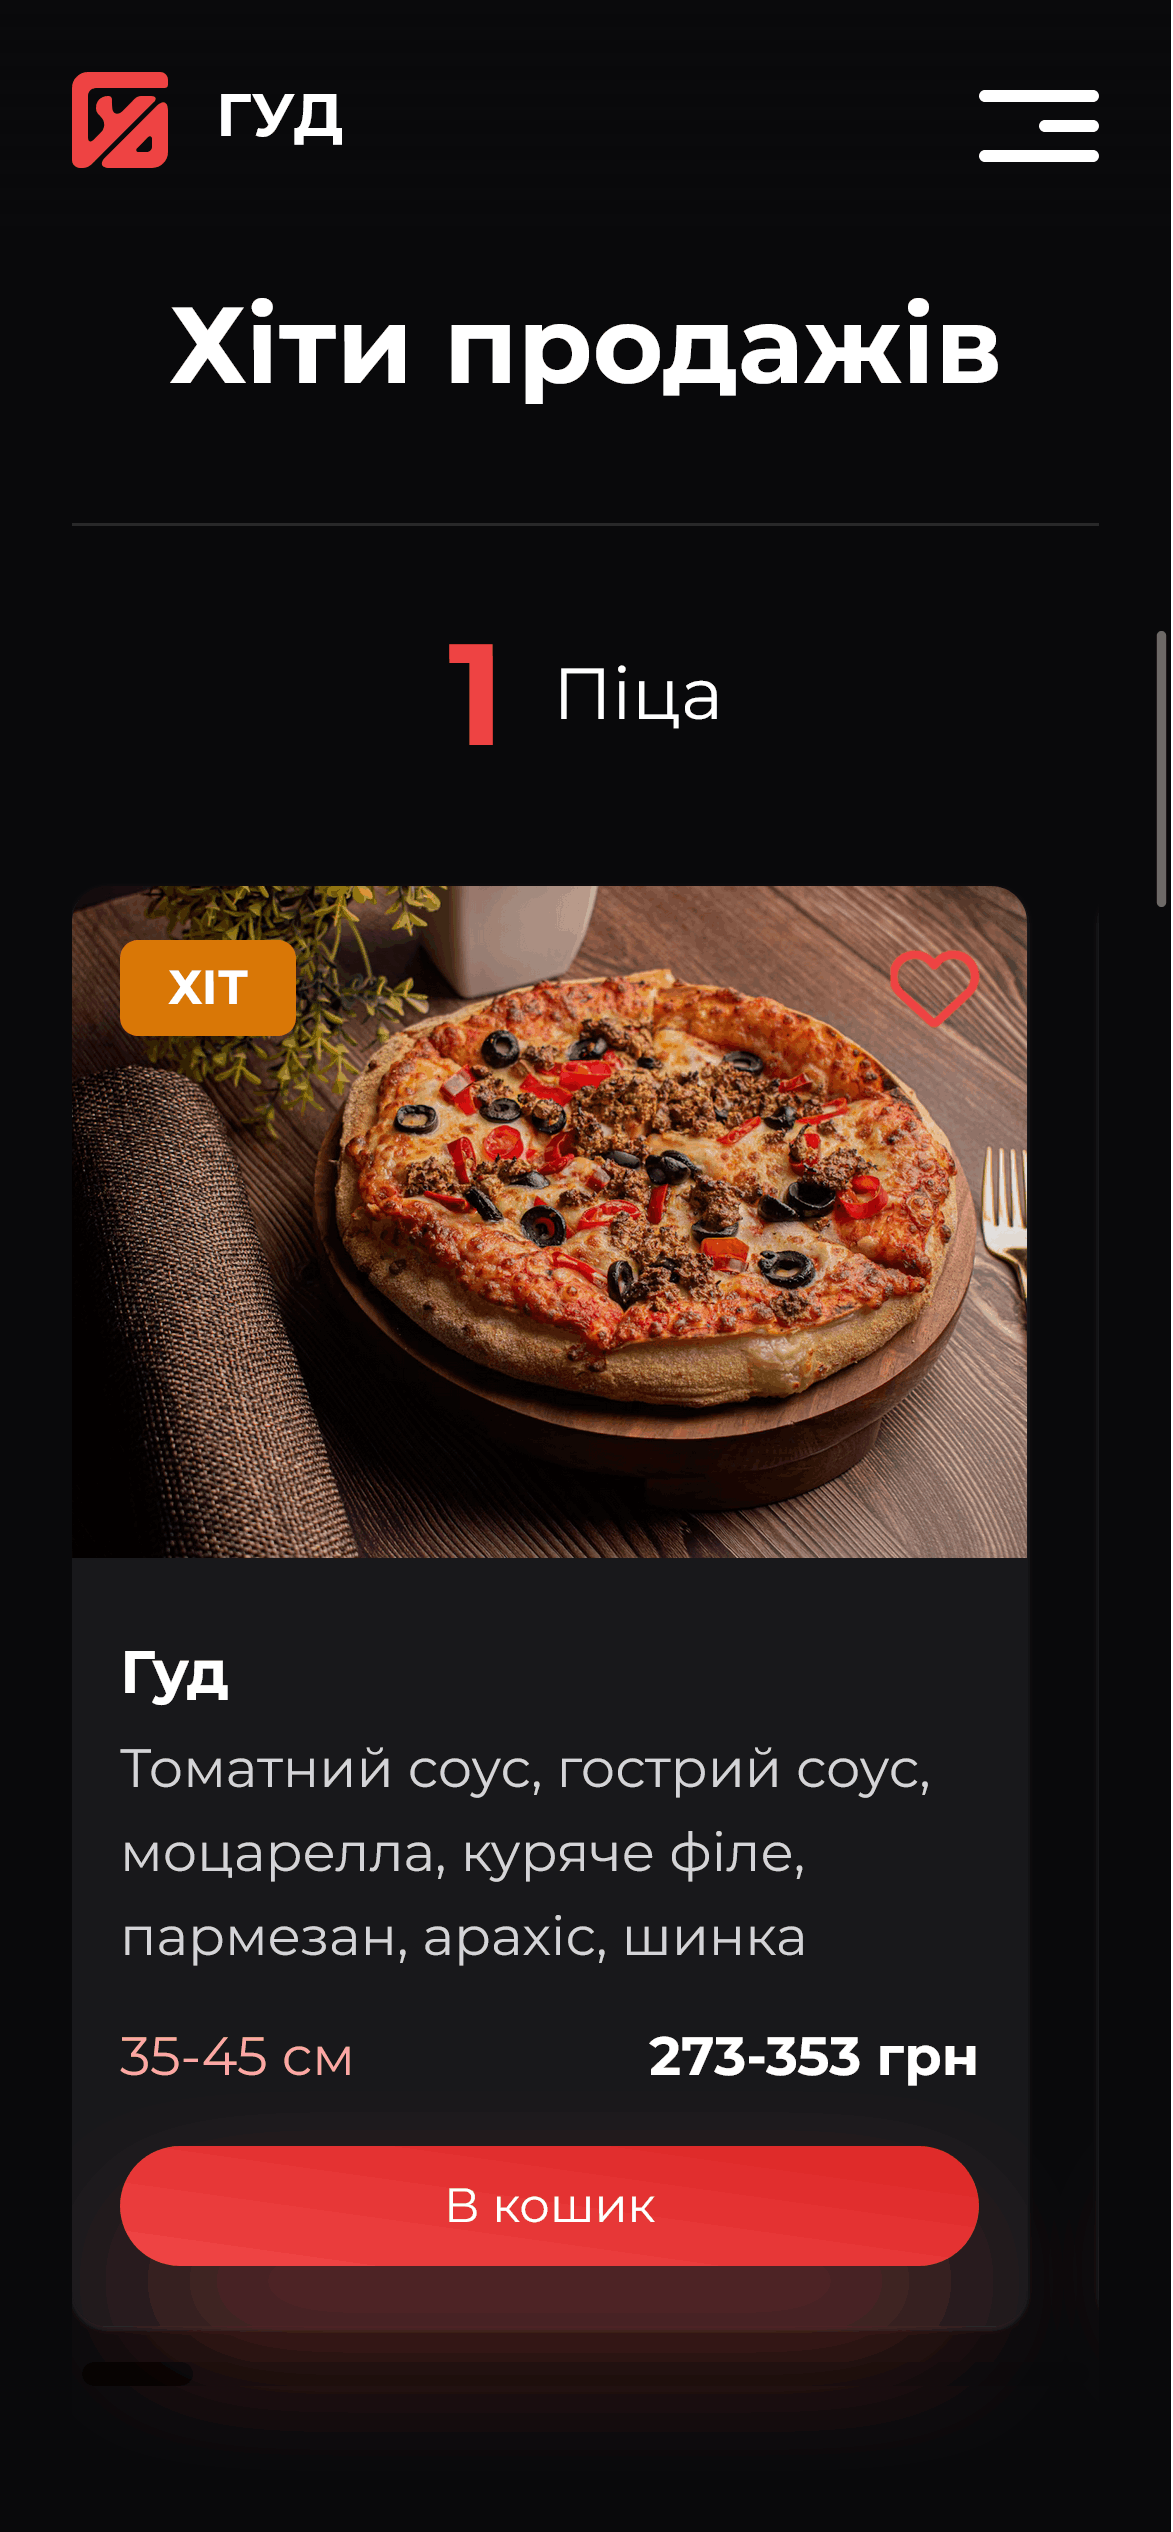 ГУД
Хіти продажів
1 Піца
ХІТ
Гуд
Томатний соус, гострий соус,
моцарелла, куряче філе,
пармезан, арахіс, шинка
35-45 см 273-353 грн
В кошик